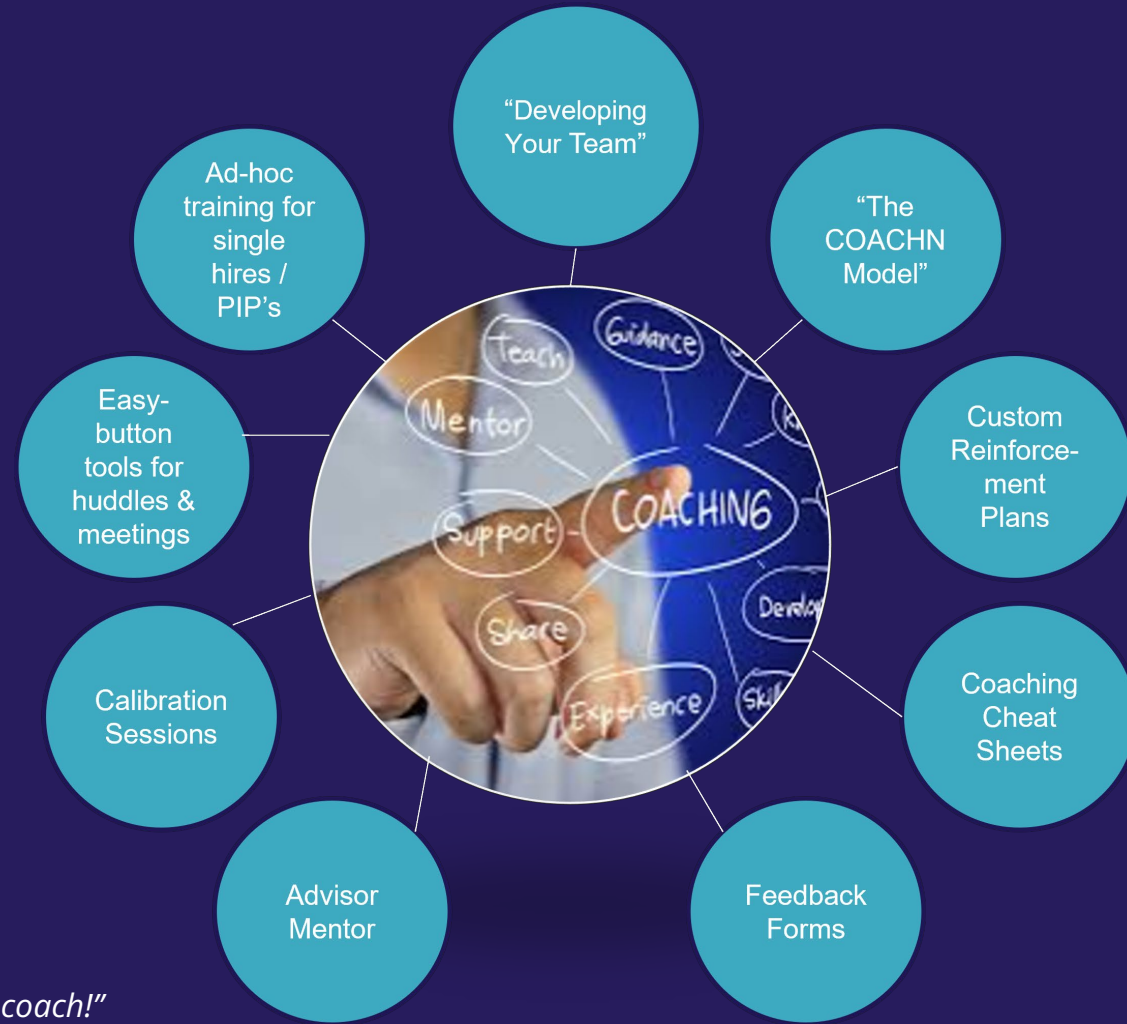 “Developing
Your Team”
“The
COACHN
Model”
Custom
Reinforce-
ment
Plans
Coaching
Cheat
Sheets
Feedback
Forms
Advisor
Mentor
Calibration
Sessions
Easy-
button
tools for
huddles &
meetings
Ad-hoc
training for
single
hires /
PIP’s
Teach
Guidance
Mentor
COACHING
Support
Share
Develop
Experience
Skil
coach!”